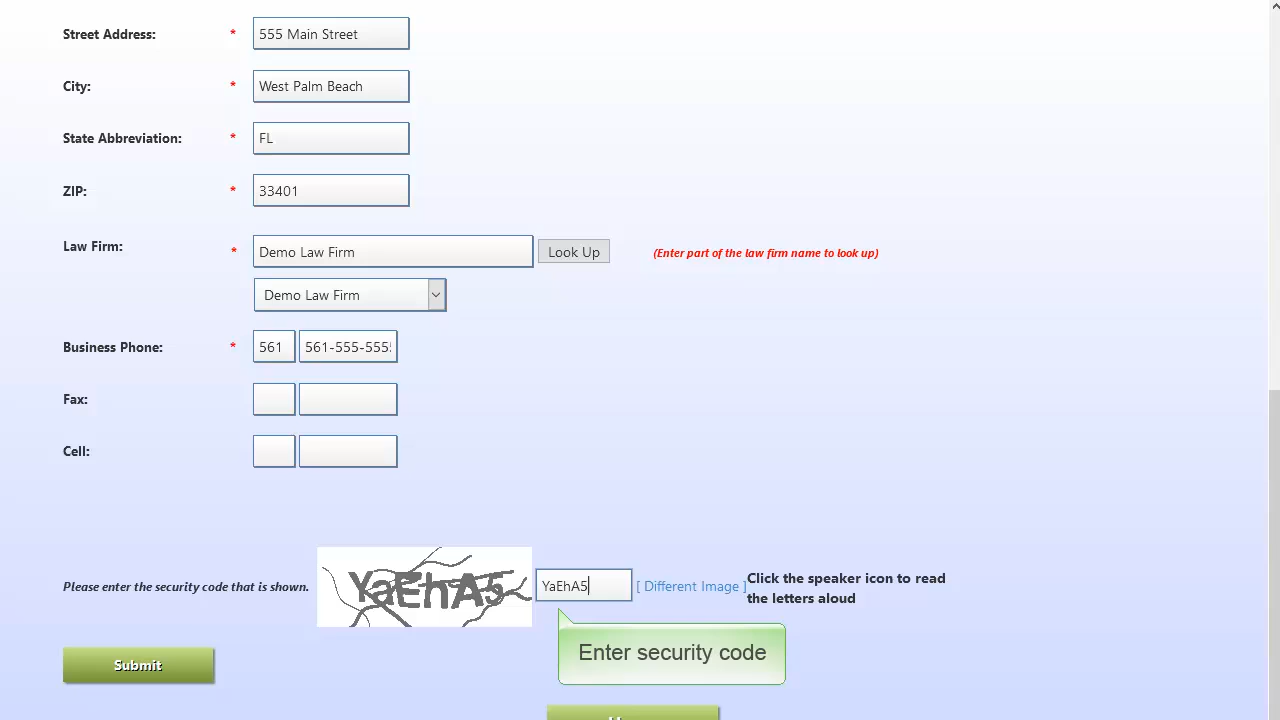 Street Address: * 555 Main Street
City: * West Palm Beach
State Abbreviation: * FL
ZIP: * 33401
Law Firm: * Demo Law Firm Look Up (Enter part of the law firm name to look up)
Demo Law Firm
Business Phone: * 561 561-555-555
Fax:
Cell:
Please enter the security code that is shown. YaEhA5 YaEhA5 [ Different Image ] Click the speaker icon to read
the letters aloud
Enter security code
Submit